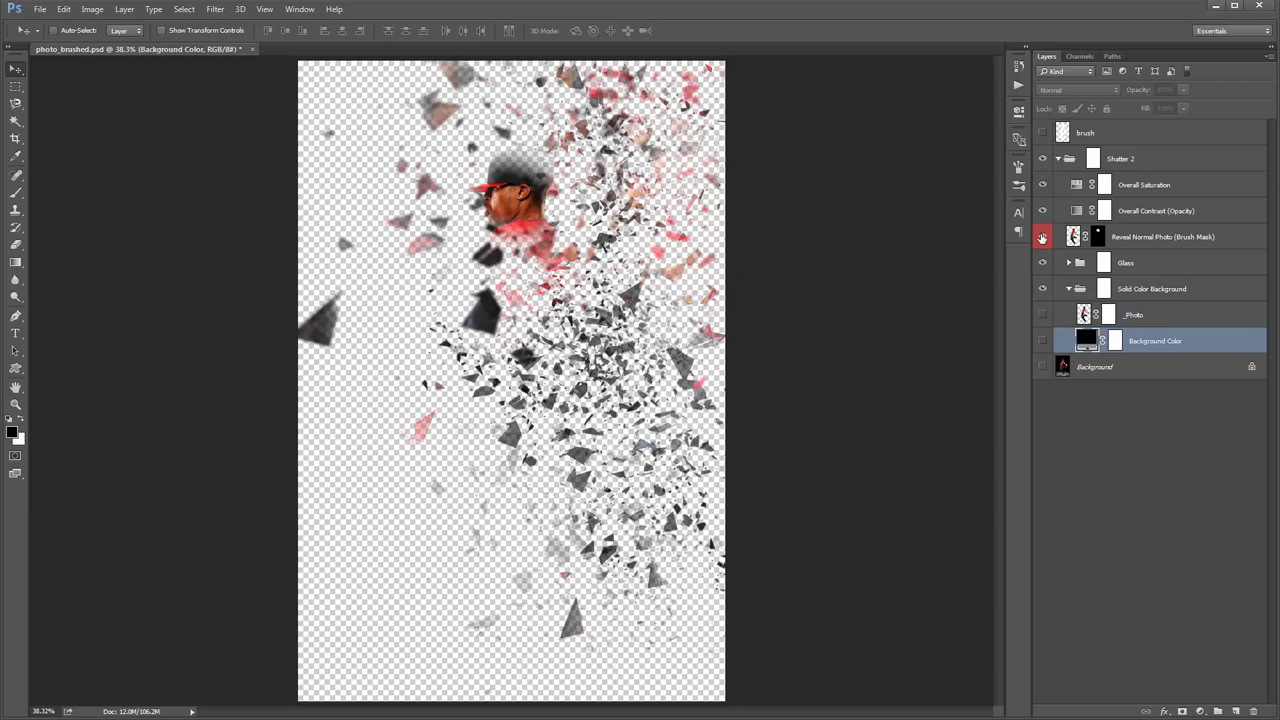 Ps File Edit Image Layer Type Select Filter 3D View Window Help
Auto-Select: Layer Show Transform Controls 3D Mode: Essentials
photo_brushed.psd @ 38.3% (Background Color, RGB/8#) * ×
Layers Channels Paths
Kind
Normal Opacity: 100%
Lock: Fill: 100%
brush
Shatter 2
Overall Saturation
Overall Contrast (Opacity)
Reveal Normal Photo (Brush Mask)
Glass
Solid Color Background
_Photo
Background Color
Background
38.32% Doc: 12.0M/106.2M